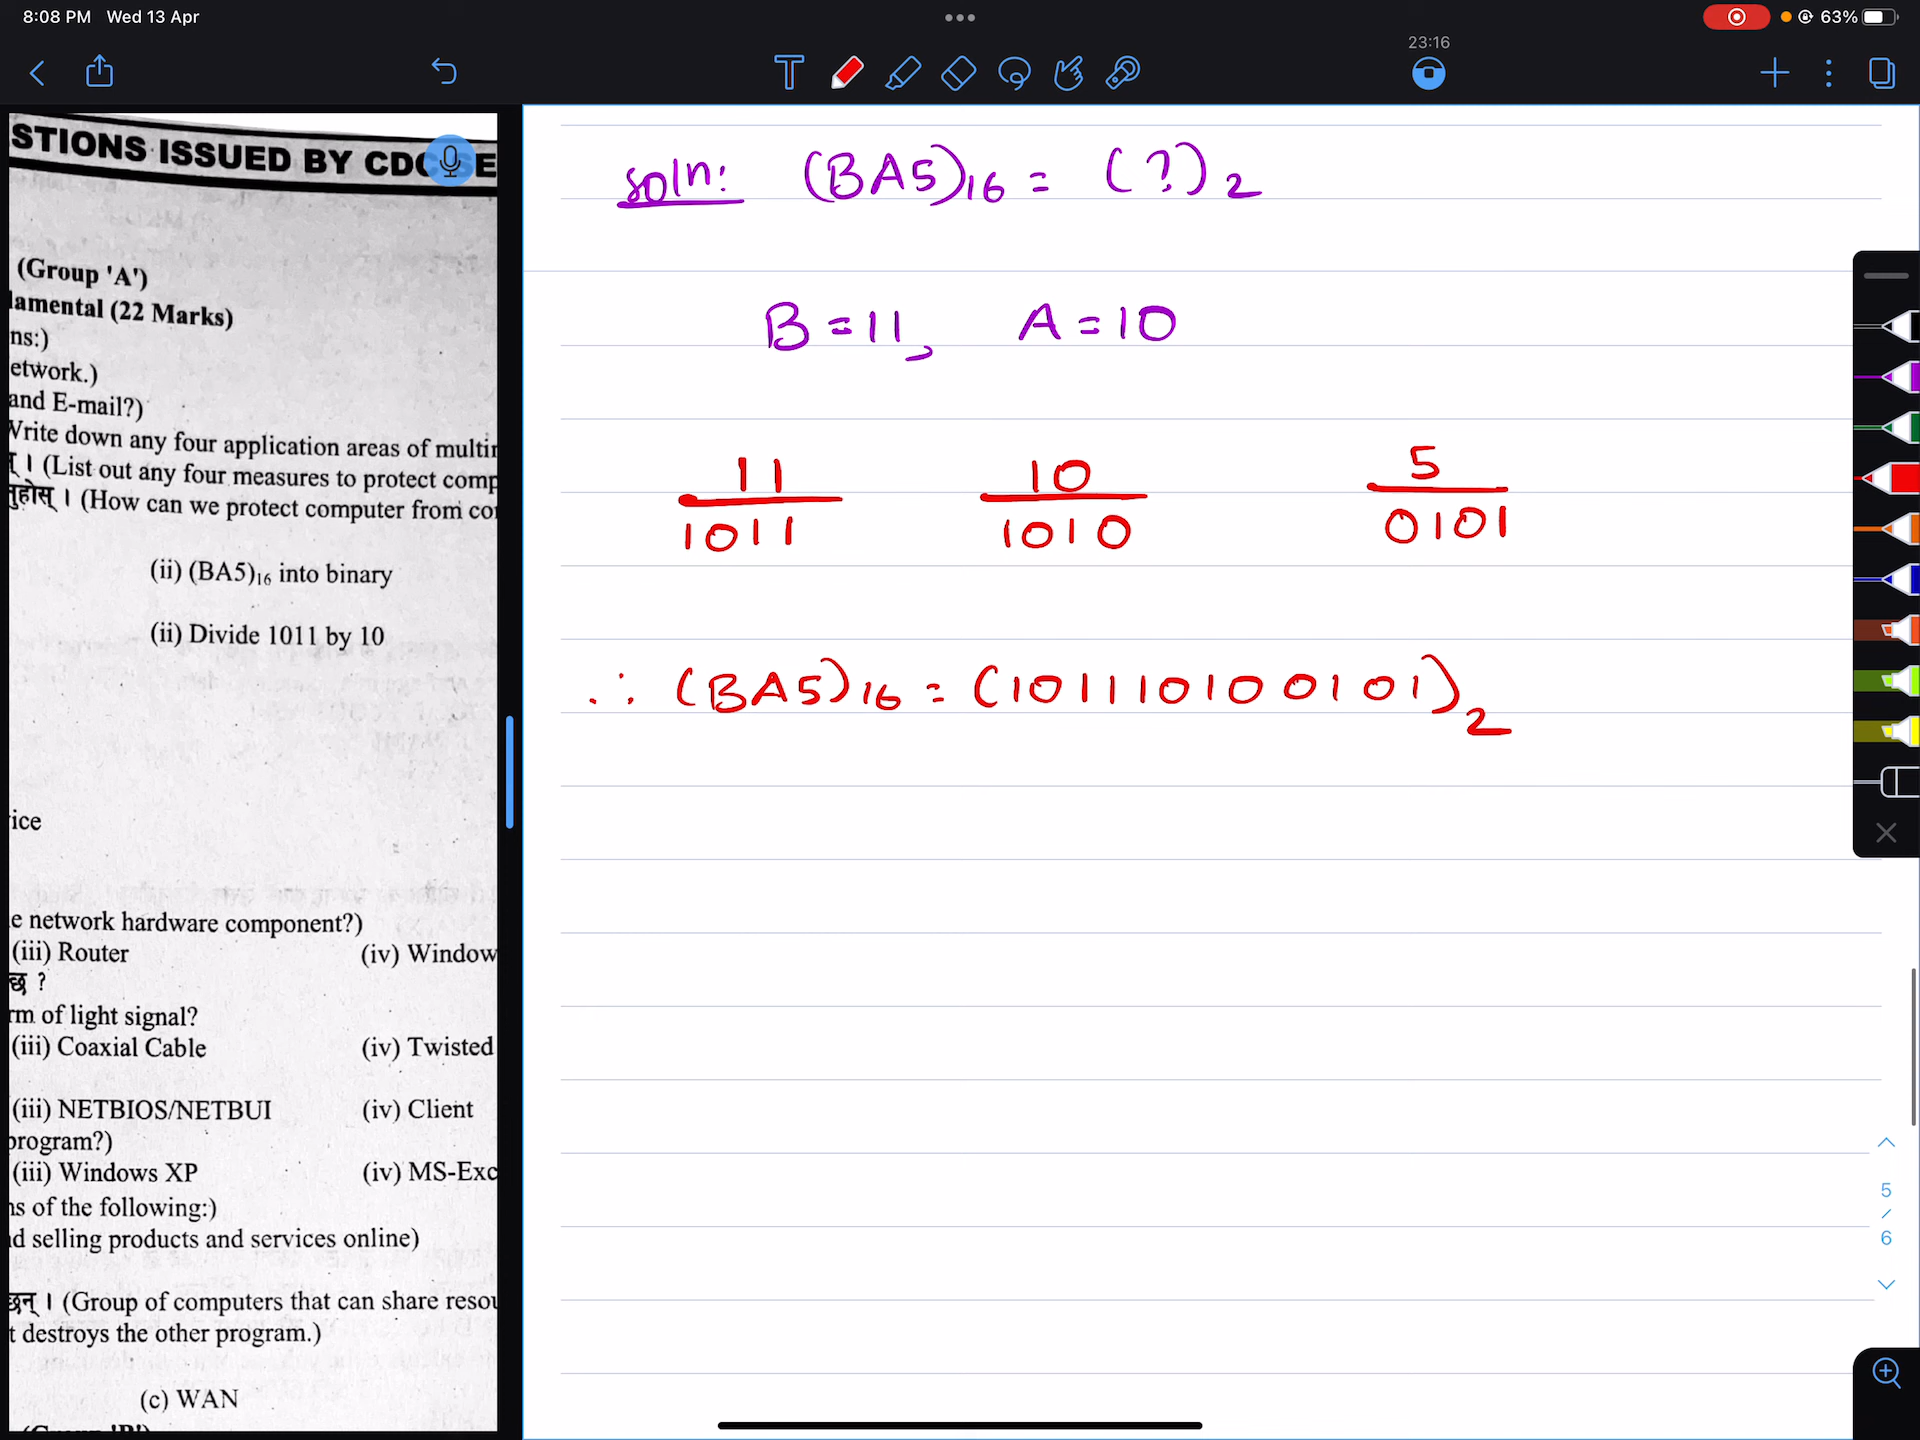 8:08 PM Wed 13 Apr
63%
23:16
STIONS ISSUED BY CDC
(Group 'A')
damental (22 Marks)
ns:)
etwork.)
and E-mail?)
Write down any four application areas of multi
। (List out any four measures to protect comp
नुहोस् । (How can we protect computer from co
(ii) (BA5)16 into binary
(ii) Divide 1011 by 10
ice
e network hardware component?)
(iii) Router (iv) Window
छ ?
rm of light signal?
(iii) Coaxial Cable (iv) Twisted
(iii) NETBIOS/NETBUI (iv) Client
program?)
(iii) Windows XP (iv) MS-Exc
ns of the following:)
d selling products and services online)
छन् । (Group of computers that can share resou
t destroys the other program.)
(c) WAN
soln: (BA5)16 = (?)2
B = 11, A = 10
11 10 5
1011 1010 0101
∴ (BA5)16 = (101110100101)2
5
/
6